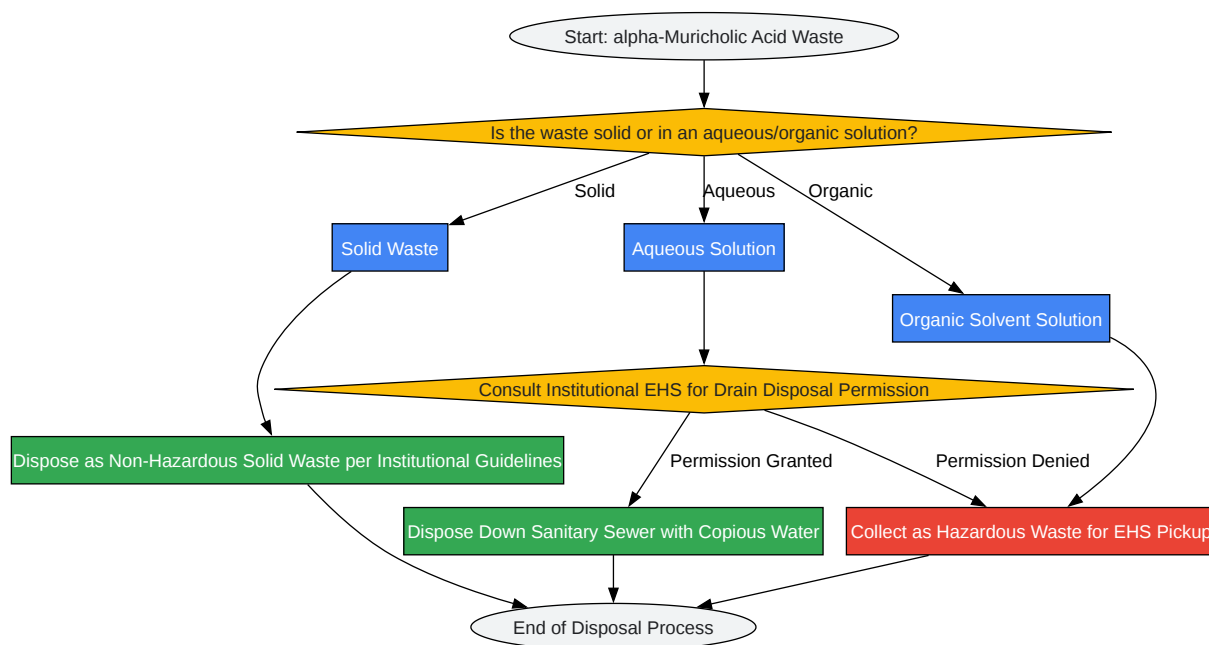 Start: alpha-Muricholic Acid Waste
Is the waste solid or in an aqueous/organic solution?
Solid
Aqueous
Organic
Solid Waste
Aqueous Solution
Organic Solvent Solution
Consult Institutional EHS for Drain Disposal Permission
Dispose as Non-Hazardous Solid Waste per Institutional Guidelines
Permission Granted
Permission Denied
Dispose Down Sanitary Sewer with Copious Water
Collect as Hazardous Waste for EHS Pickup
End of Disposal Process